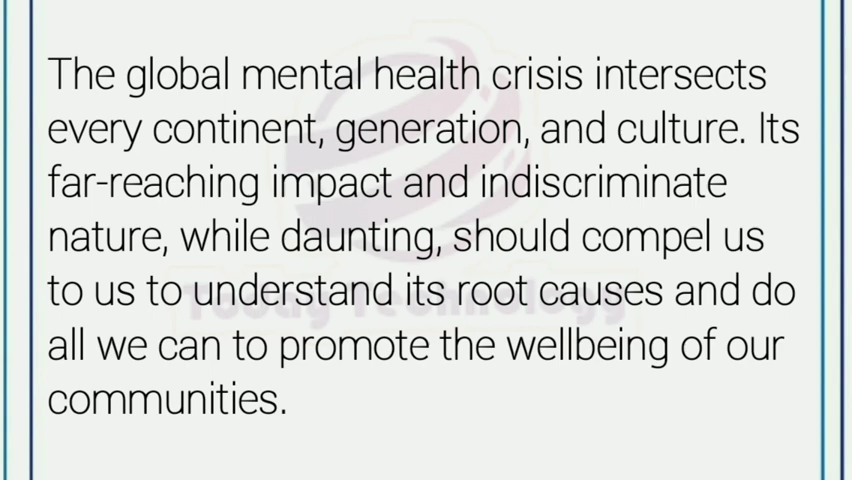 The global mental health crisis intersects
every continent, generation, and culture. Its
far-reaching impact and indiscriminate
nature, while daunting, should compel us
to us to understand its root causes and do
Today Technology
all we can to promote the wellbeing of our
communities.